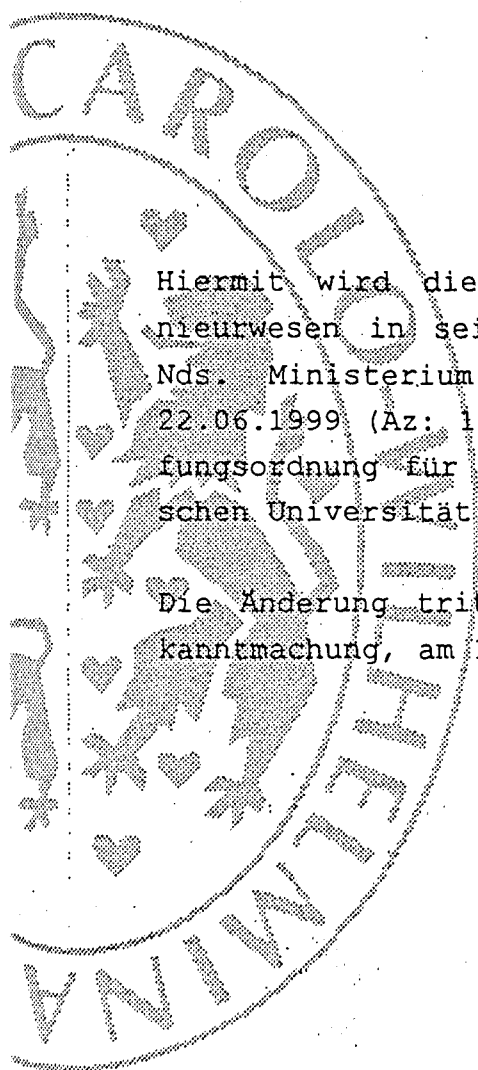 CAROLO-WILHELMINA
Hiermit wird die
nieurwesen in sei
Nds. Ministerium
22.06.1999 (Az: 1
fungsordnung für
schen Universität
Die Änderung trit
kanntmachung, am